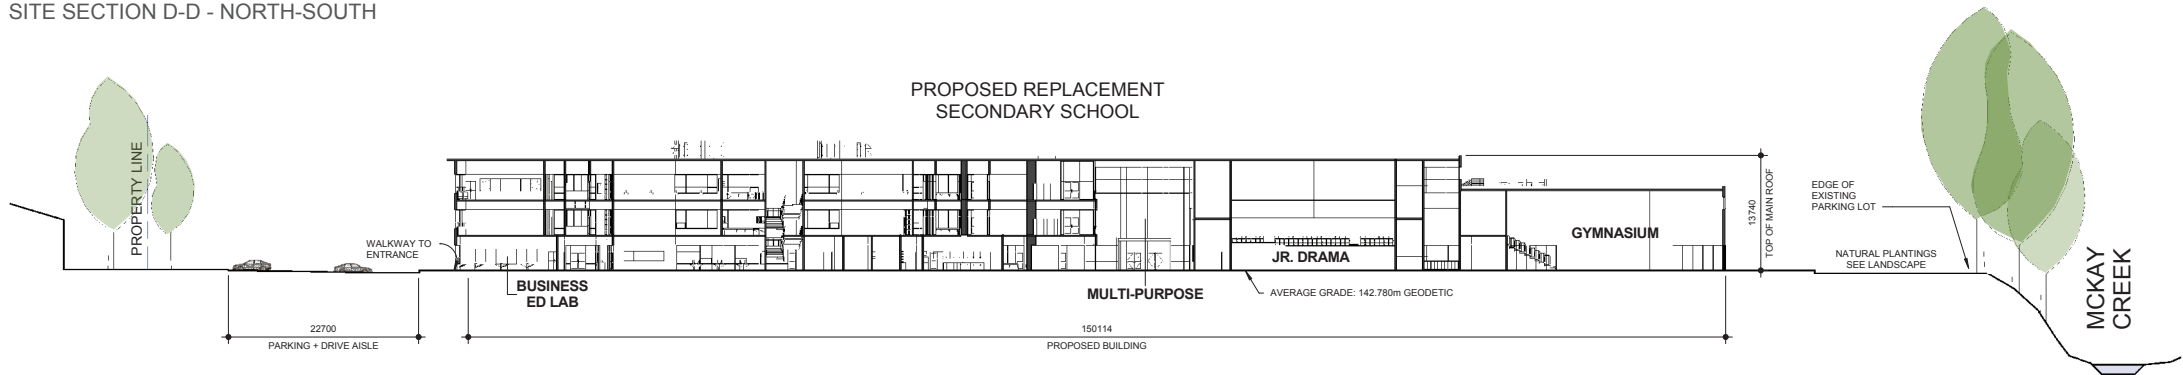 SITE SECTION D-D - NORTH-SOUTH
PROPOSED REPLACEMENT
SECONDARY SCHOOL
PROPERTY LINE
WALKWAY TO
ENTRANCE
BUSINESS
ED LAB
MULTI-PURPOSE
JR. DRAMA
AVERAGE GRADE: 142.780m GEODETIC
GYMNASIUM
13740
TOP OF MAIN ROOF
EDGE OF
EXISTING
PARKING LOT
NATURAL PLANTINGS
SEE LANDSCAPE
MCKAY
CREEK
22700
PARKING + DRIVE AISLE
150114
PROPOSED BUILDING